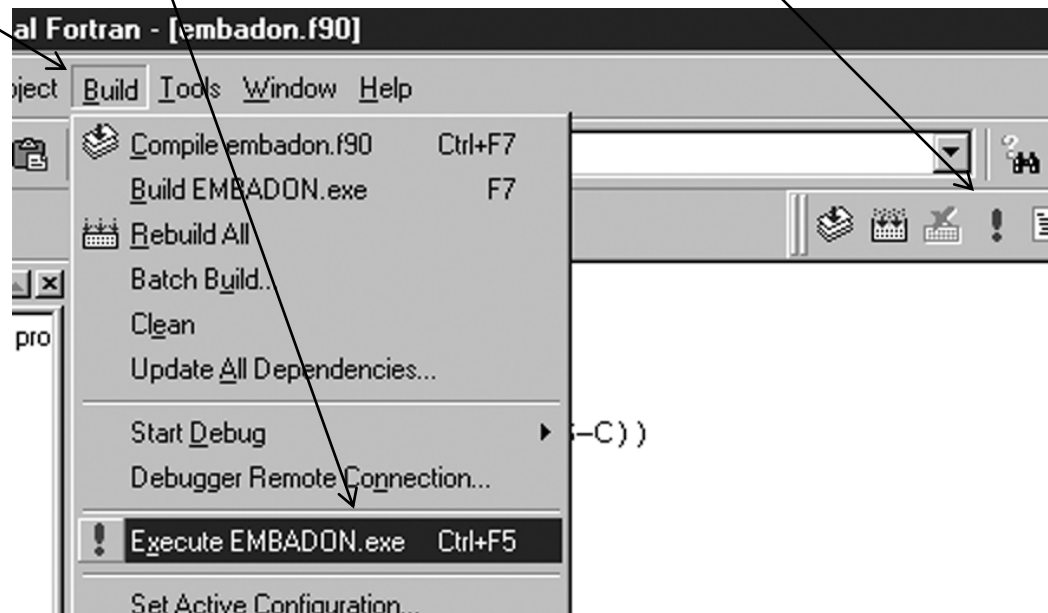 al Fortran - [embadon.f90]
ject Build Tools Window Help
Compile embadon.f90 Ctrl+F7
Build EMBADON.exe F7
Rebuild All
Batch Build...
Clean
pro
Update All Dependencies...
Start Debug
-C))
Debugger Remote Connection...
Execute EMBADON.exe Ctrl+F5
Set Active Configuration...